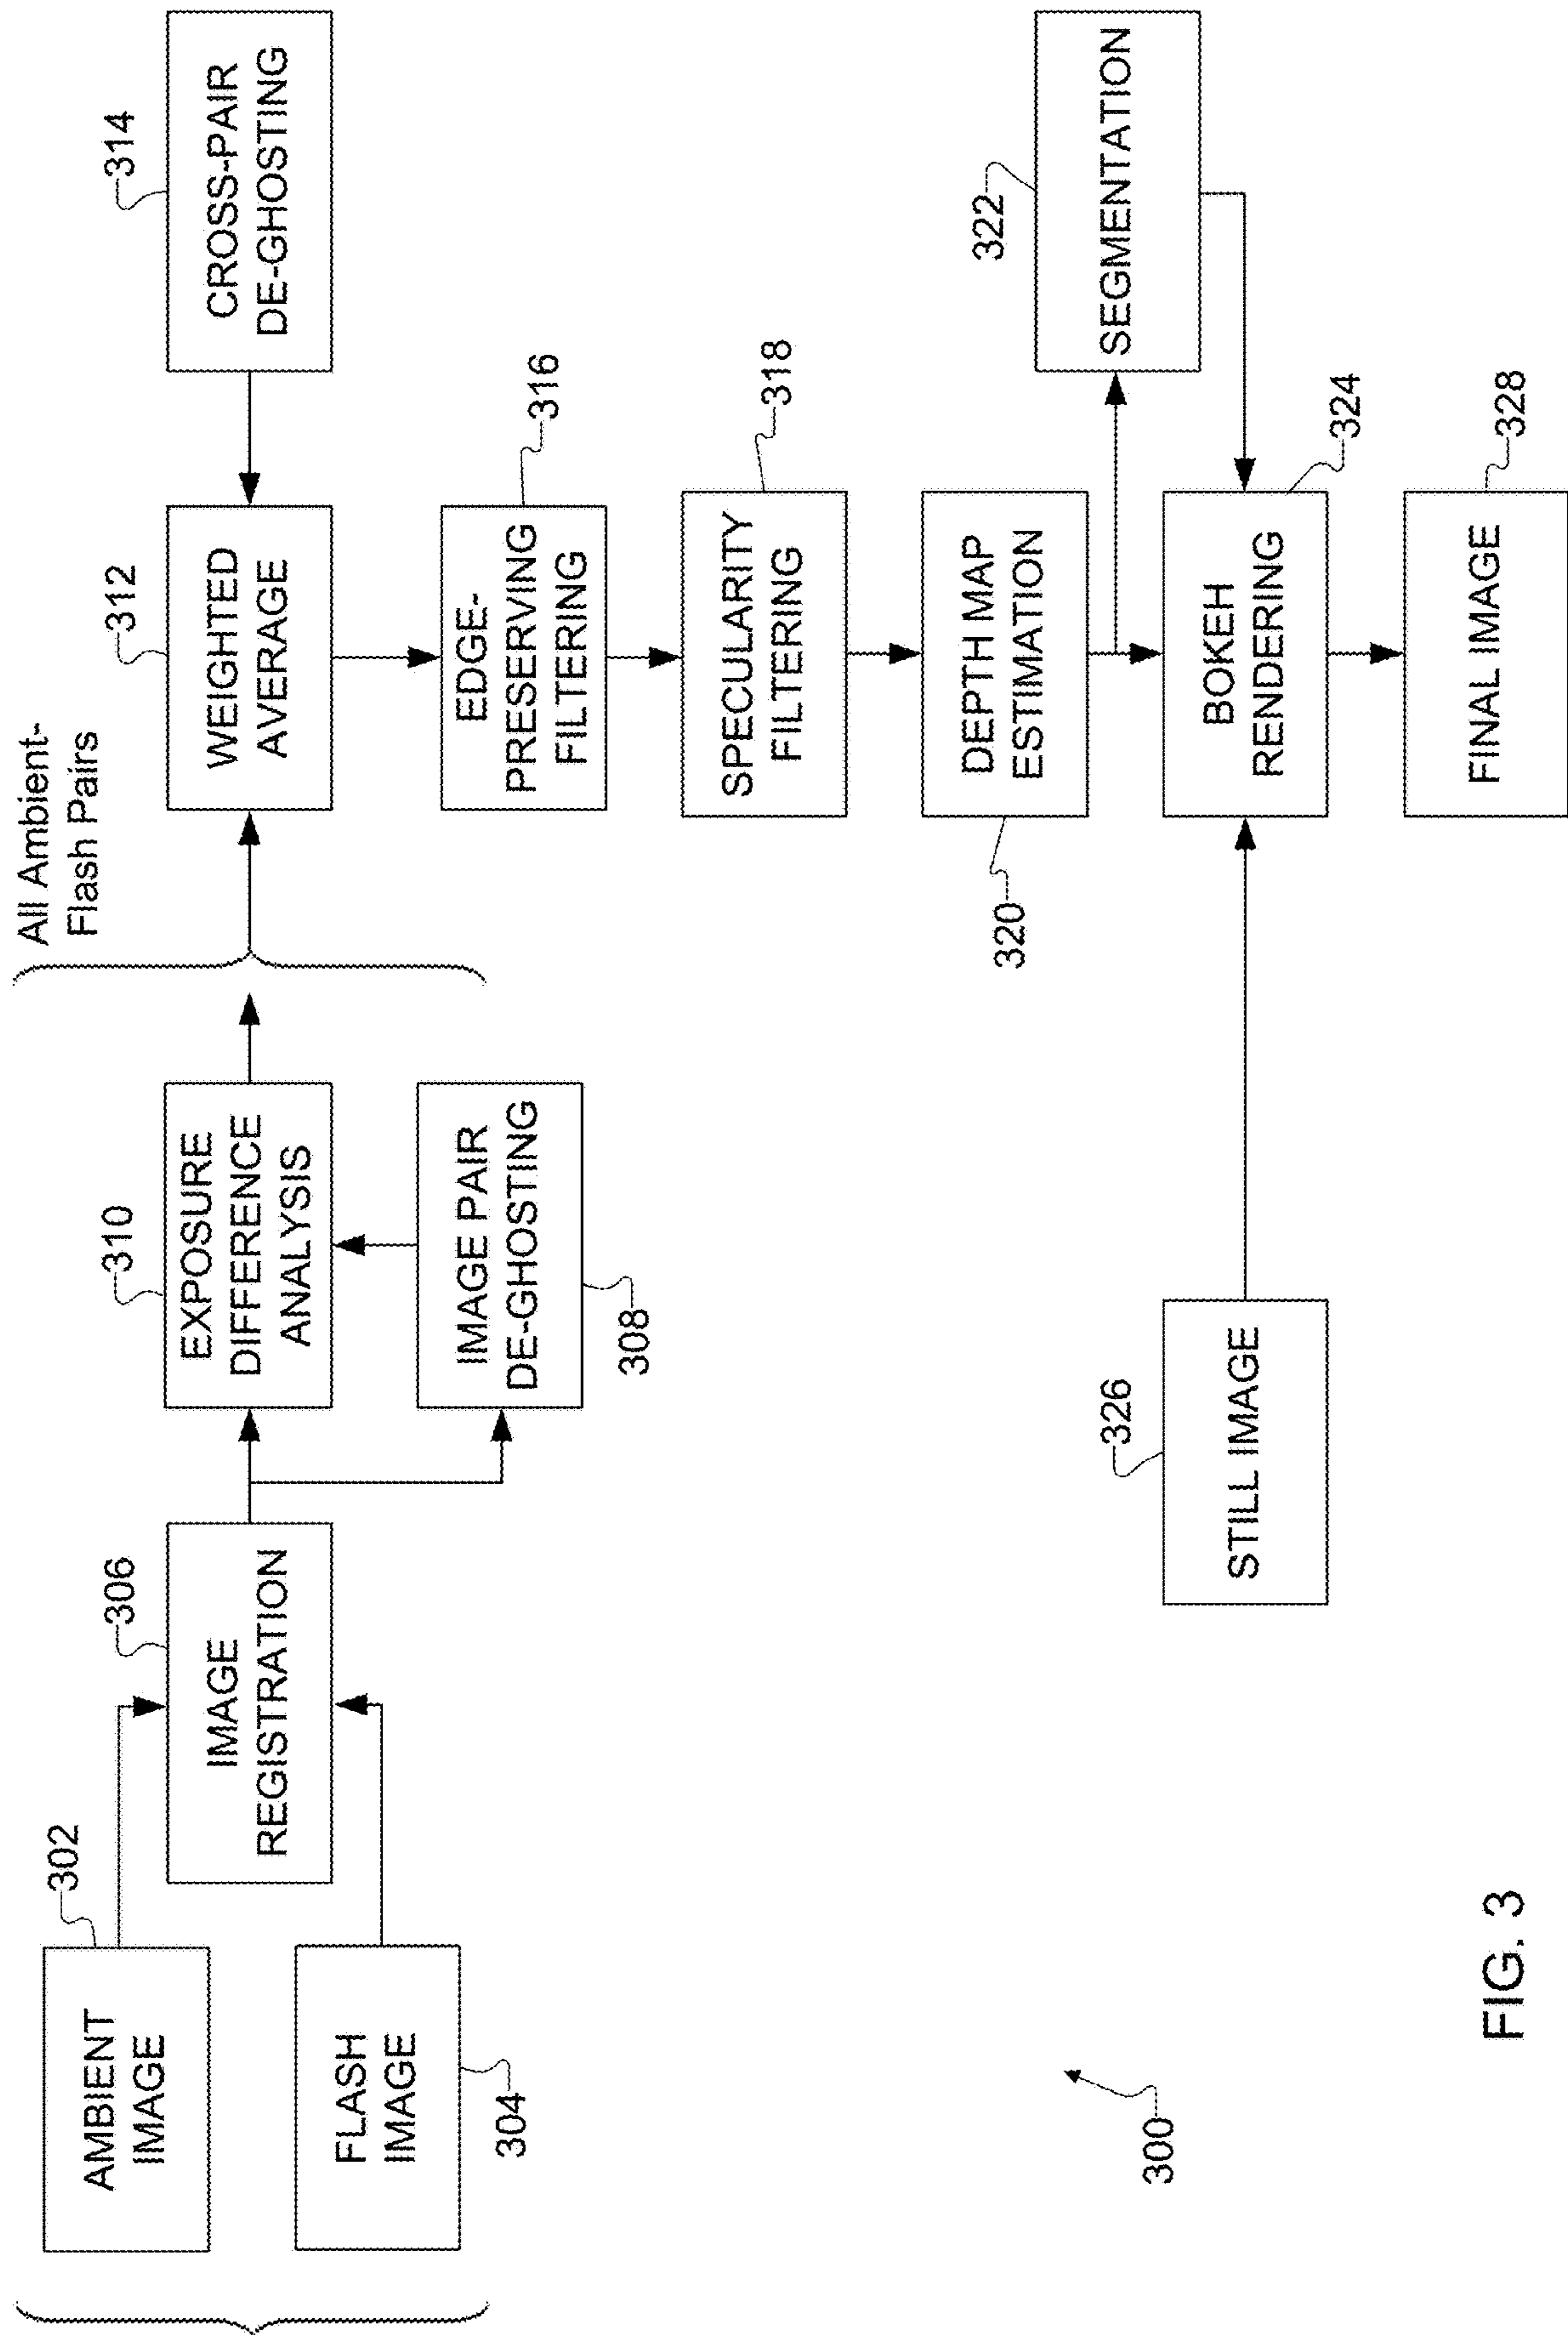 All Ambient-
Flash Pairs
302
AMBIENT
IMAGE
FLASH
IMAGE
304
306
IMAGE
REGISTRATION
310
EXPOSURE
DIFFERENCE
ANALYSIS
IMAGE PAIR
DE-GHOSTING
308
312
WEIGHTED
AVERAGE
314
CROSS-PAIR
DE-GHOSTING
EDGE-
PRESERVING
FILTERING
316
SPECULARITY
FILTERING
318
DEPTH MAP
ESTIMATION
320
322
SEGMENTATION
326
STILL IMAGE
BOKEH
RENDERING
324
FINAL IMAGE
328
300
FIG. 3